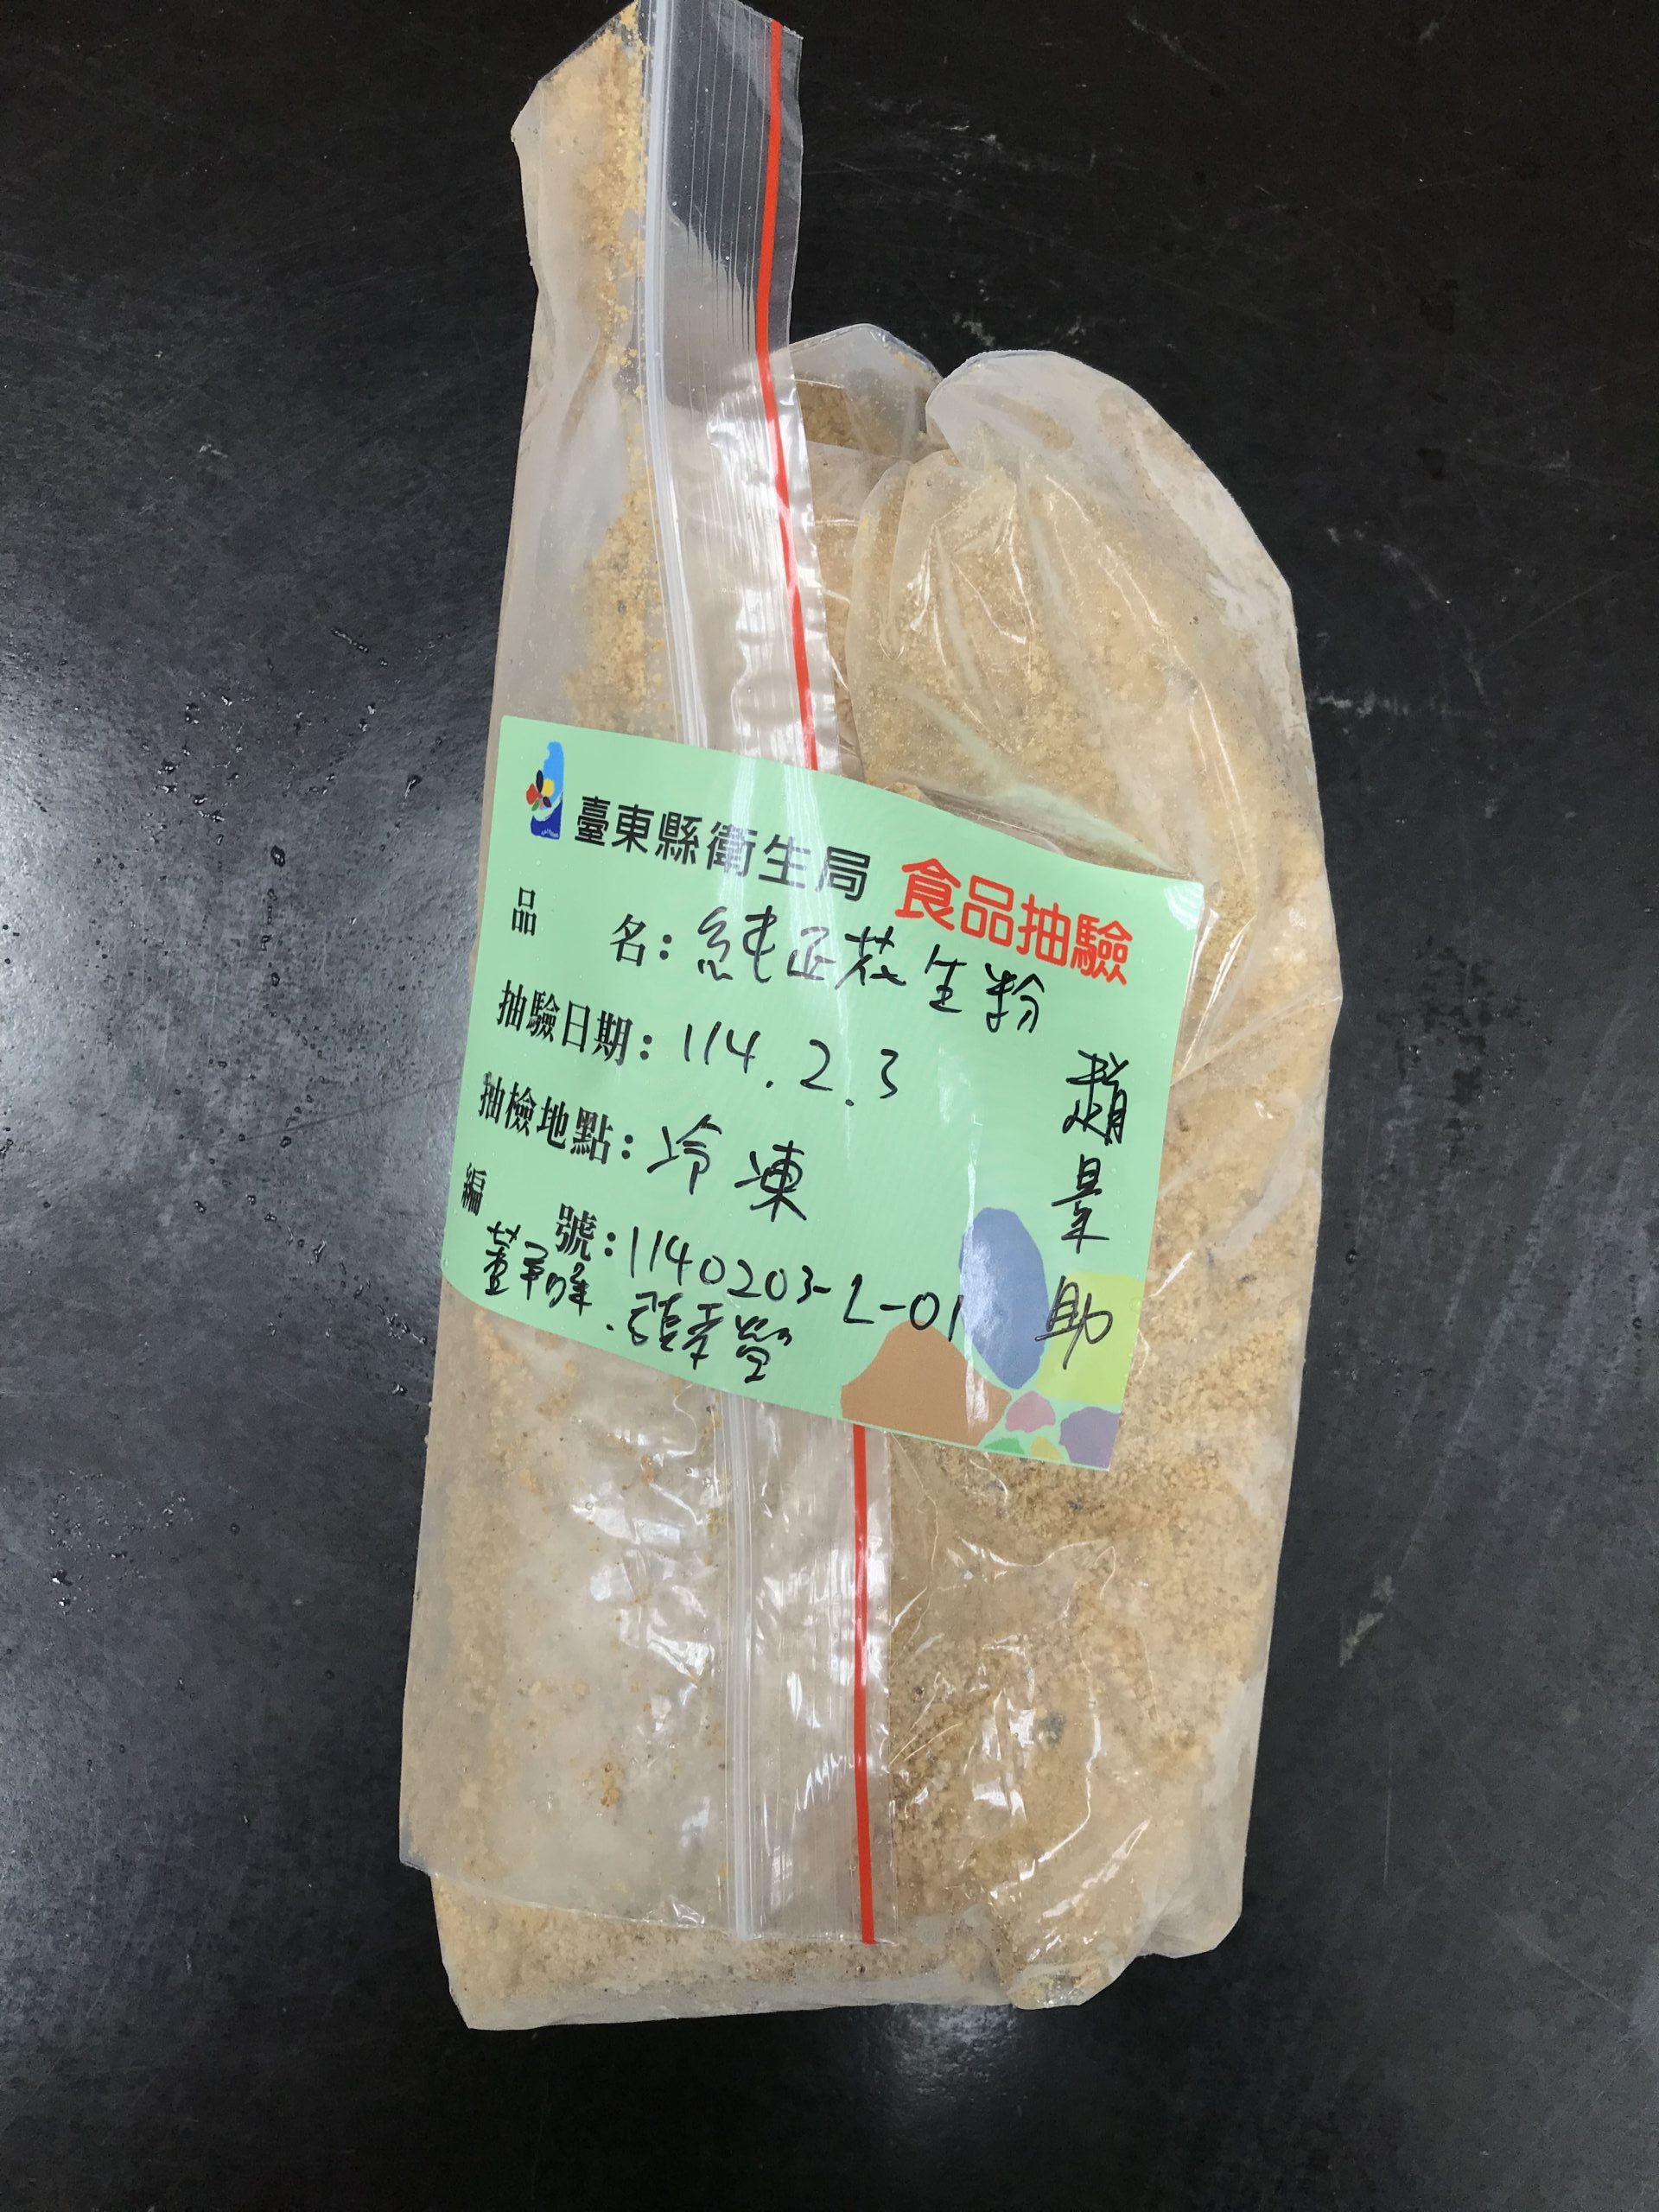 臺東縣衛生局 食品抽驗
品 名：純正花生粉
抽驗日期：114.2.3
抽檢地點：冷凍
編 號：1140203-L-01
趙景助